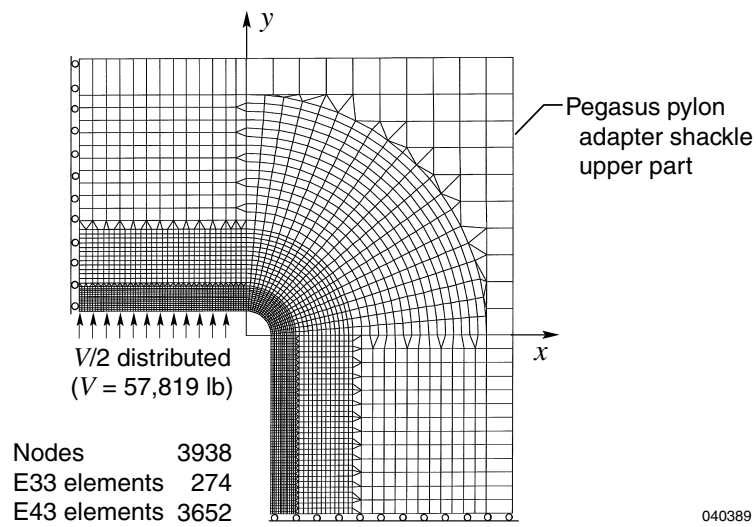 y
Pegasus pylon
adapter shackle
upper part
x
V/2 distributed
(V = 57,819 lb)
Nodes 3938
E33 elements 274
E43 elements 3652
040389